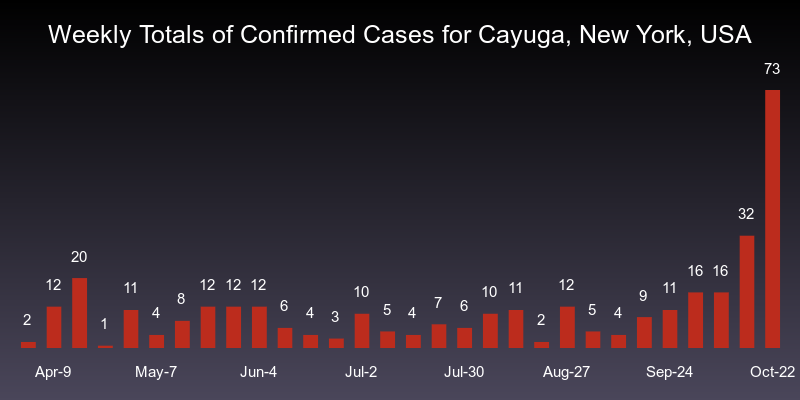 Weekly Totals of Confirmed Cases for Cayuga, New York, USA
2 12 20 1 11 4 8 12 12 12 6 4 3 10 5 4 7 6 10 11 2 12 5 4 9 11 16 16 32 73
Apr-9 May-7 Jun-4 Jul-2 Jul-30 Aug-27 Sep-24 Oct-22